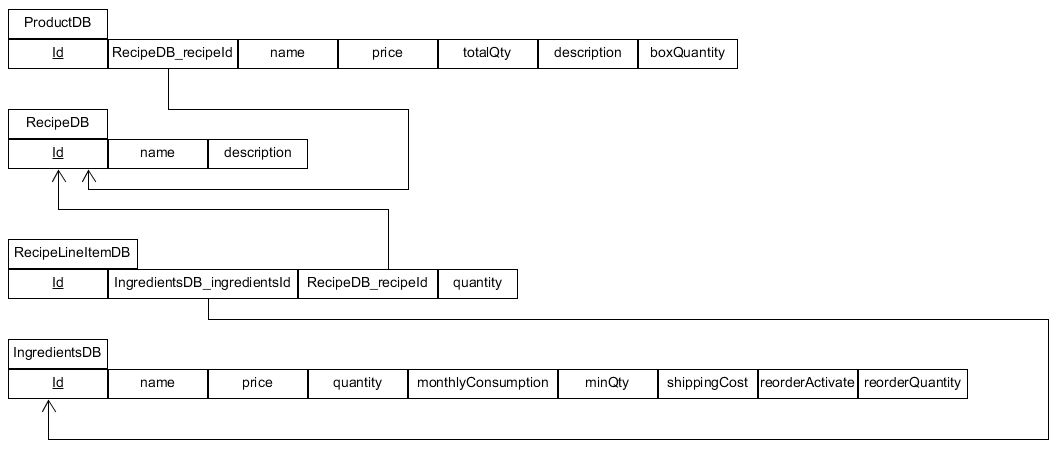 ProductDB
Id RecipeDB_recipeId name price totalQty description boxQuantity
RecipeDB
Id name description
RecipeLineItemDB
Id IngredientsDB_ingredientsId RecipeDB_recipeId quantity
IngredientsDB
Id name price quantity monthlyConsumption minQty shippingCost reorderActivate reorderQuantity